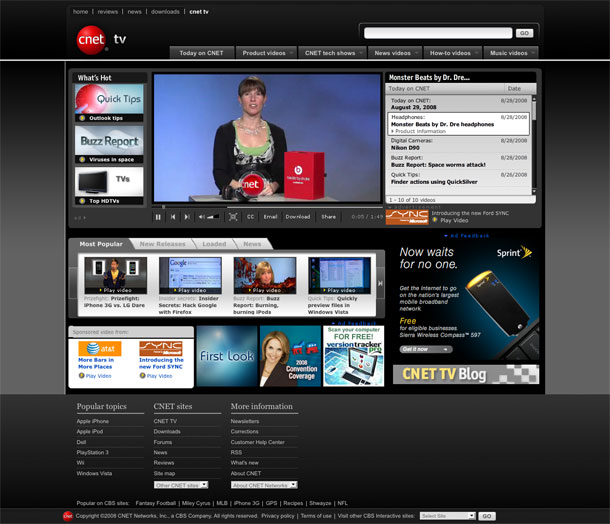 home | reviews | news | downloads | cnet tv
cnet tv
GO
Today on CNET
Product videos
CNET tech shows
News videos
How-to videos
Music videos
What's Hot
Quick Tips
Outlook tips
Buzz Report
Viruses in space
TVs
Top HDTVs
ad
cnet
beats by dr.dre
CC Email Download Share 0:05 / 1:49
Monster Beats by Dr. Dre...
Today on CNET Date
Today on CNET: 8/28/2008
August 29, 2008
Headphones: 8/28/2008
Monster Beats by Dr. Dre headphones
Product information
Digital Cameras: 8/28/2008
Nikon D90
Buzz Report: 8/28/2008
Buzz Report: Space worms attack!
Quick Tips: 8/28/2008
Finder actions using QuickSilver
1 - 10 of 10 videos
advertisement
SYNC
Microsoft
Introducing the new Ford SYNC
Play Video
Most Popular
New Releases
Loaded
News
Play video
Play video
Play video
Play video
Google
Prizefight: Prizefight:
iPhone 3G vs. LG Dare
Insider secrets: Insider
Secrets: Hack Google
with Firefox
Buzz Report: Buzz
Report: Burning,
burning iPods
Quick Tips: Quickly
preview files in
Windows Vista
Ad Feedback
Now waits
for no one.
Sprint
Get the internet to go
on the nation's largest
mobile broadband
network
Free
for eligible businesses
Sierra Wireless Compass™ 597
Get it now
Sponsored video from:
at&t
More Bars in
More Places
Play Video
SYNC
Microsoft
Introducing the
new Ford SYNC
Play Video
First Look
2008
Convention
Coverage
Ad Feedback
Scan your computer
FOR FREE!
versiontracker
pro
CNET TV Blog
Popular topics
Apple iPhone
Apple iPod
Dell
PlayStation 3
Wii
Windows Vista
CNET sites
CNET TV
Downloads
Forums
News
Reviews
Site map
Other CNET sites
More information
Newsletters
Corrections
Customer Help Center
RSS
What's new
About CNET
About CNET Networks
Popular on CBS sites: Fantasy Football | Miley Cyrus | MLB | iPhone 3G | GPS | Recipes | Shwayze | NFL
cnet Copyright ©2008 CNET Networks, Inc., a CBS Company. All rights reserved. Privacy policy | Terms of use | Visit other CBS Interactive sites: Select Site GO